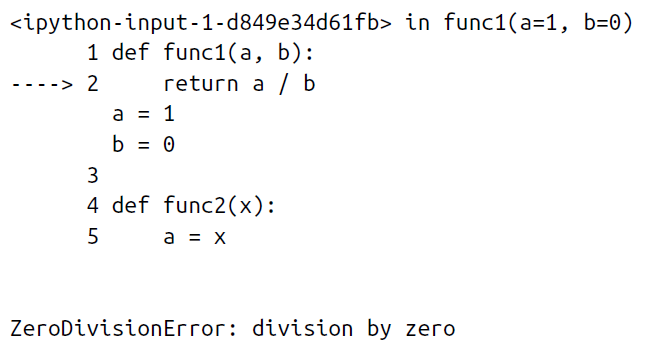 <ipython-input-1-d849e34d61fb> in func1(a=1, b=0)
      1 def func1(a, b):
----> 2     return a / b
        a = 1
        b = 0
      3
      4 def func2(x):
      5     a = x
ZeroDivisionError: division by zero